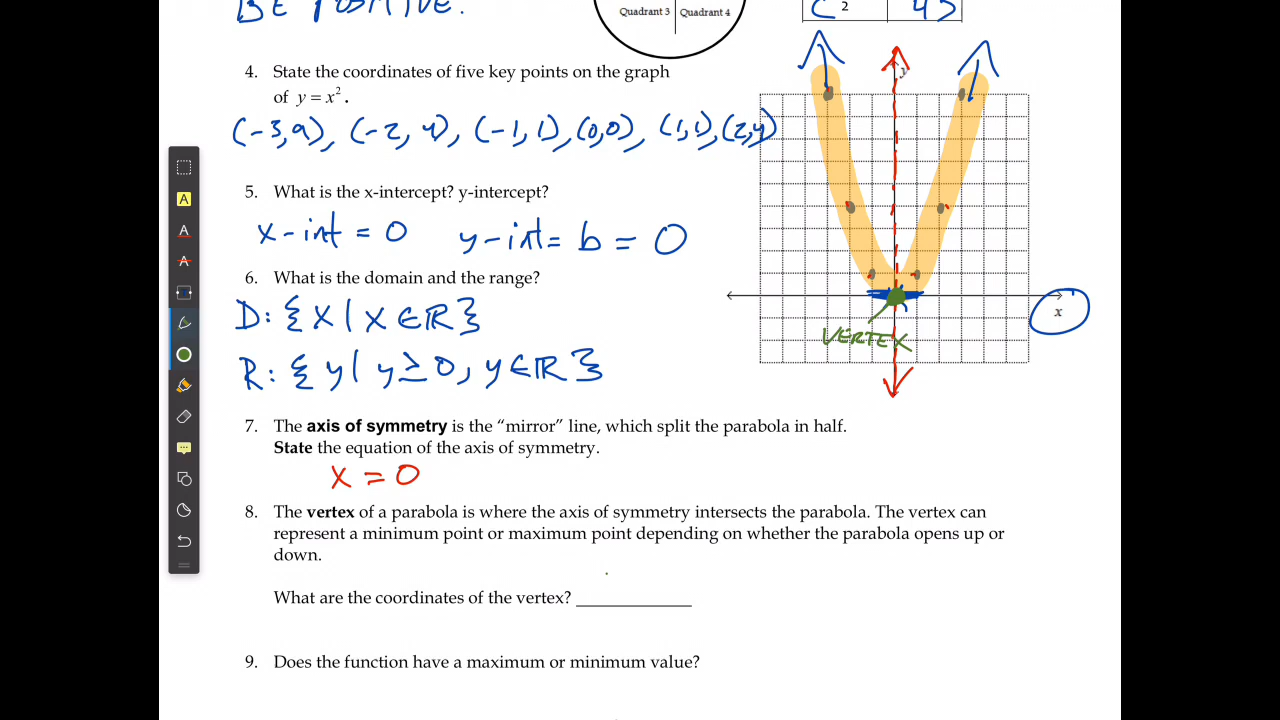 BE POSITIVE.
Quadrant 3 Quadrant 4
2 4
4. State the coordinates of five key points on the graph
of y = x².
(-3,9), (-2, 4), (-1, 1), (0,0), (1,1), (2,4)
5. What is the x-intercept? y-intercept?
x-int = 0 y-int = b = 0
6. What is the domain and the range?
D: {x | x ∈ ℝ}
R: {y | y ≥ 0, y ∈ ℝ}
7. The axis of symmetry is the “mirror” line, which split the parabola in half.
State the equation of the axis of symmetry.
x = 0
8. The vertex of a parabola is where the axis of symmetry intersects the parabola. The vertex can
represent a minimum point or maximum point depending on whether the parabola opens up or
down.
What are the coordinates of the vertex? ____________
9. Does the function have a maximum or minimum value?
y
x
VERTEX
A
A
A